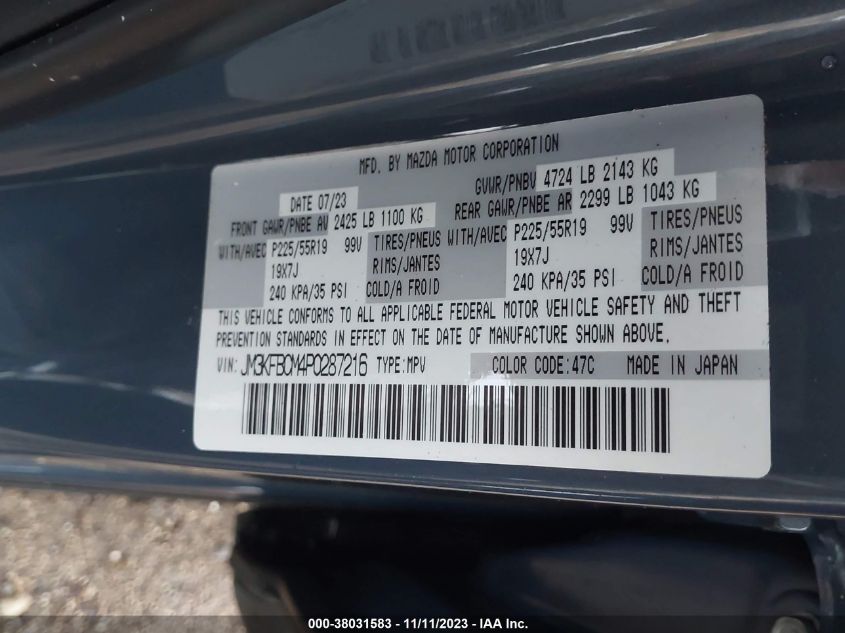 MFD. BY MAZDA MOTOR CORPORATION
DATE 07/23 GVWR/PNBV 4724 LB 2143 KG
FRONT GAWR/PNBE AV 2425 LB 1100 KG REAR GAWR/PNBE AR 2299 LB 1043 KG
WITH/AVEC P225/55R19 99V TIRES/PNEUS WITH/AVEC P225/55R19 99V TIRES/PNEUS
19X7J RIMS/JANTES 19X7J RIMS/JANTES
240 KPA/35 PSI COLD/A FROID 240 KPA/35 PSI COLD/A FROID
THIS VEHICLE CONFORMS TO ALL APPLICABLE FEDERAL MOTOR VEHICLE SAFETY AND THEFT
PREVENTION STANDARDS IN EFFECT ON THE DATE OF MANUFACTURE SHOWN ABOVE.
VIN: JM3KFBCM4P0287216 TYPE:MPV COLOR CODE:47C MADE IN JAPAN
000-38031583 - 11/11/2023 - IAA Inc.